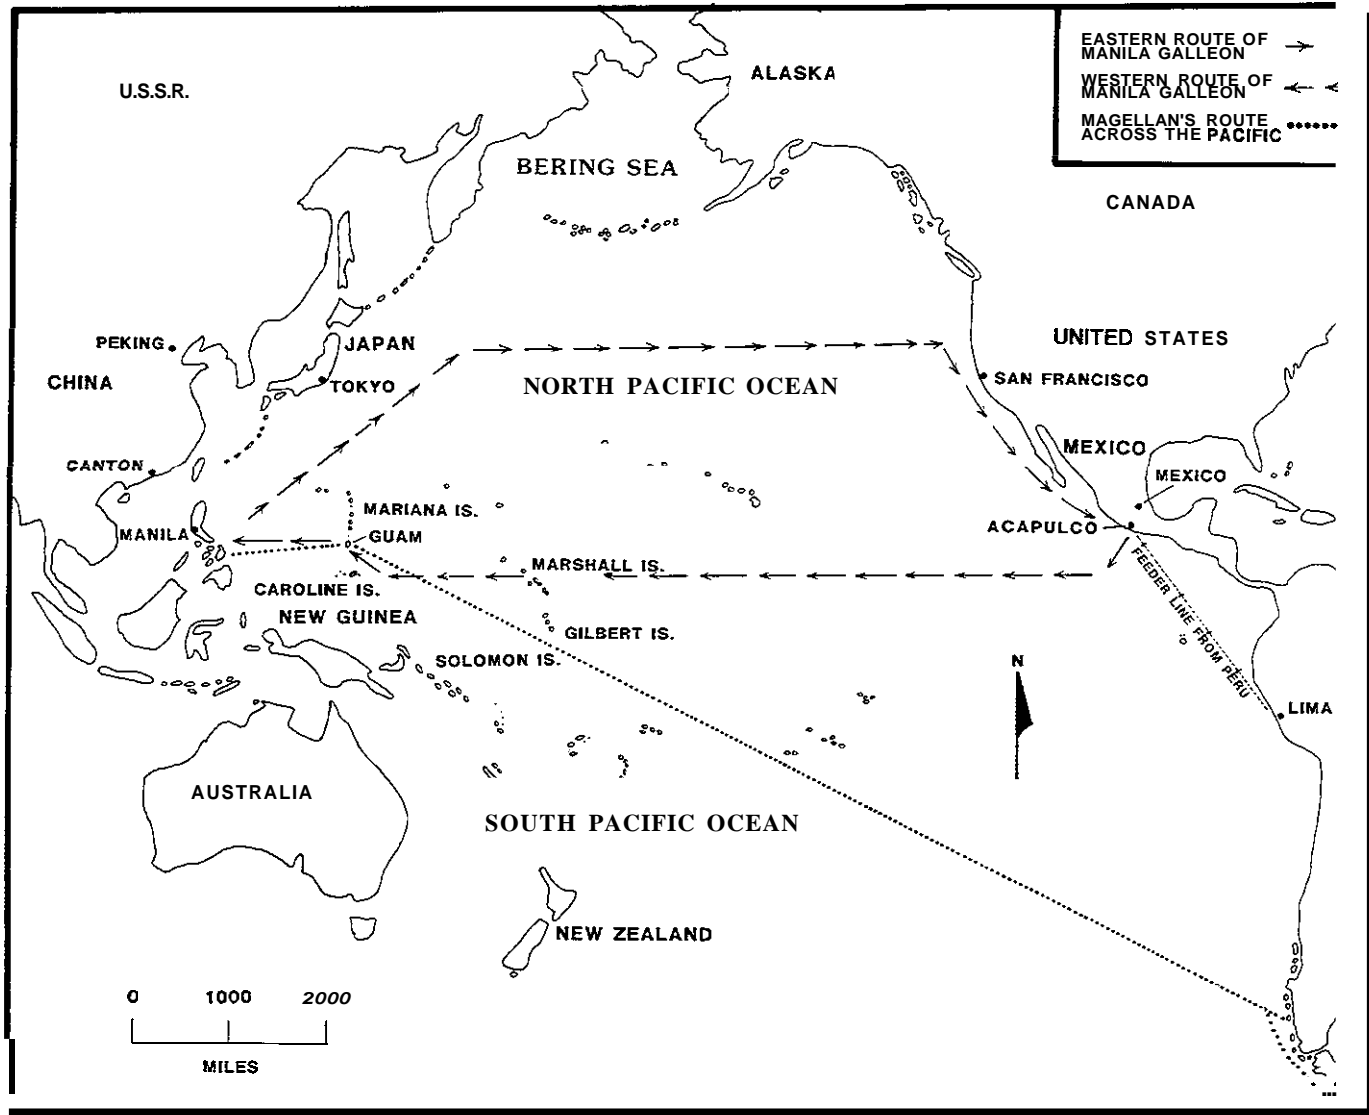 EASTERN ROUTE OF
MANILA GALLEON
WESTERN ROUTE OF
MANILA GALLEON
MAGELLAN'S ROUTE
ACROSS THE PACIFIC
U.S.S.R.
ALASKA
BERING SEA
CANADA
PEKING
JAPAN
UNITED STATES
CHINA
TOKYO
NORTH PACIFIC OCEAN
SAN FRANCISCO
MEXICO
CANTON
MEXICO
MARIANA IS.
MANILA
GUAM
ACAPULCO
MARSHALL IS.
CAROLINE IS.
FEEDER LINE FROM PERU
NEW GUINEA
GILBERT IS.
SOLOMON IS.
N
LIMA
AUSTRALIA
SOUTH PACIFIC OCEAN
NEW ZEALAND
0 1000 2000
MILES